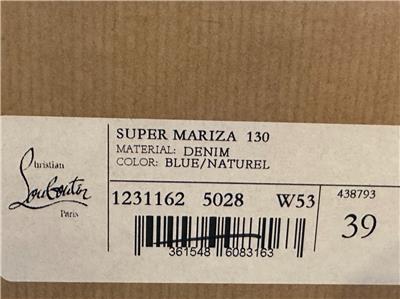 SUPER MARIZA 130
MATERIAL: DENIM
COLOR: BLUE/NATUREL
Christian
Louboutin
Paris
1231162 5028 W53
438793
39
361548 6083163